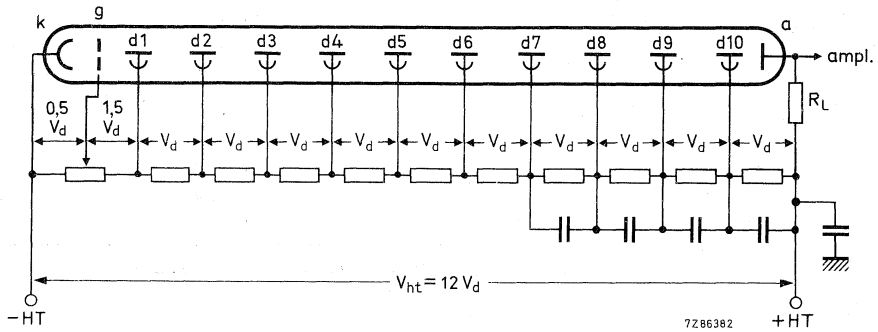 k g a
d1 d2 d3 d4 d5 d6 d7 d8 d9 d10
ampl.
R_L
0,5 V_d 1,5 V_d V_d V_d V_d V_d V_d V_d V_d V_d V_d V_d
V_ht = 12 V_d
-HT
7Z86382
+HT